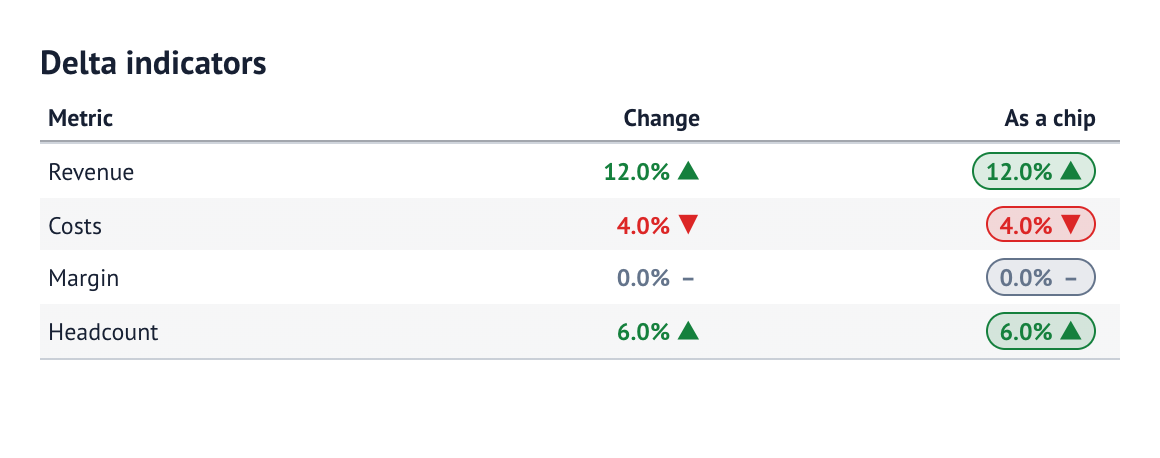 Delta indicators
Metric Change As a chip
Revenue 12.0% ▲ 12.0% ▲
Costs 4.0% ▼ 4.0% ▼
Margin 0.0% – 0.0% –
Headcount 6.0% ▲ 6.0% ▲